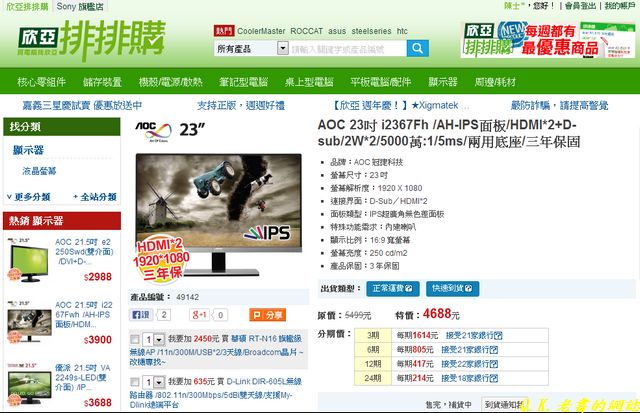 欣亞排排購 Sony 旗艦店
陳士"，您好！ 會員登出 我的帳戶
欣亞 排排購
買電腦找欣亞
熱門 CoolerMaster ROCCAT asus steelseries htc
所有產品
請輸入關鍵字或產品編號
欣亞 NEW 每週都有
最優惠商品
核心零組件 儲存裝置 機殼/電源/散熱 筆記型電腦 桌上型電腦 平板電腦/配件 顯示器 周邊/耗材
嘉義三星慶試賣 優惠放送中 支持正版，週週好禮 【欣亞 週年慶！】★Xigmatek ... 嚴防詐騙，請提高警覺
找分類
顯示器
液晶螢幕
更多分類 全站分類
熱銷 顯示器
AOC 21.5吋 e2250Swd(雙介面) /DVI+D-...
$2988
AOC 21.5吋 i2267Fwh /AH-IPS面板/HDM...
$3900
優派 21.5吋 VA2249s-LED(雙介面) /IP...
$3688
AOC 23"
HDMI*2
1920*1080
三年保
IPS
產品編號： 49142
讚 2 +1 0 分享
1 我要加 2450元 買 華碩 RT-N16 旗艦級無線AP /11n/300M/USB*2/3天線/Broadcom晶片 ~改機專找~
1 我要加 635元 買 D-Link DIR-605L無線路由器 /802.11n/300Mbps/5dBi雙天線/支援My-Dlink雲端平台
AOC 23吋 i2367Fh /AH-IPS面板/HDMI*2+D-
sub/2W*2/5000萬:1/5ms/兩用底座/三年保固
品牌：AOC 冠捷科技
螢幕尺寸：23 吋
螢幕解析度：1920 X 1080
連接界面：D-Sub／HDMI*2
面板類型：IPS超廣角無色差面板
特殊功能需求：內建喇叭
顯示比例：16:9 寬螢幕
螢幕亮度：250 cd/m2
產品保固：3 年保固
出貨類型： 正常運費 快速到貨
原價： 5499元 特價： 4688元
分期價：
3期 每期1614元 接受21家銀行
6期 每期805元 接受21家銀行
12期 每期417元 接受22家銀行
24期 每期214元 接受18家銀行
售完，補貨中 到貨通知我